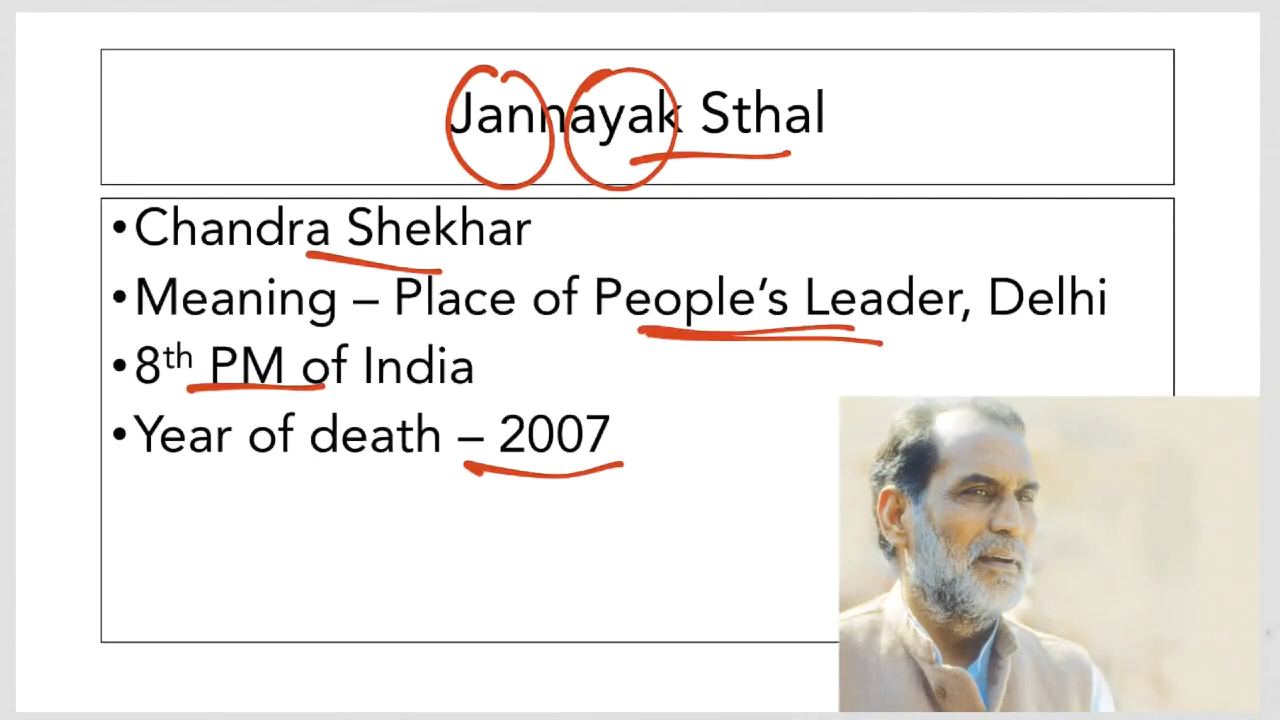 Jannayak Sthal
•Chandra Shekhar
•Meaning – Place of People’s Leader, Delhi
•8th PM of India
•Year of death – 2007